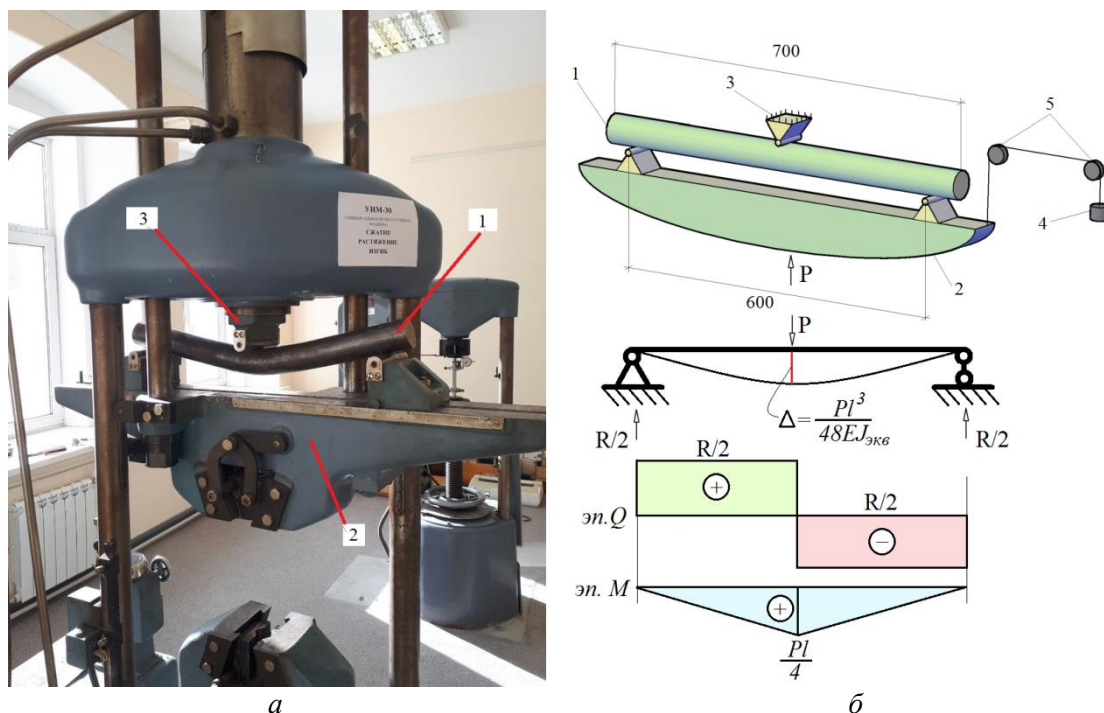 УИМ-30
СЖАТИЕ
РАСТЯЖЕНИЕ
ИЗГИБ
3
1
2
а
700
1
3
5
4
2
P
600
P
Δ = Pl³/48EJэкв
R/2
R/2
R/2
+
эп.Q
R/2
−
эп. M
+
Pl/4
б